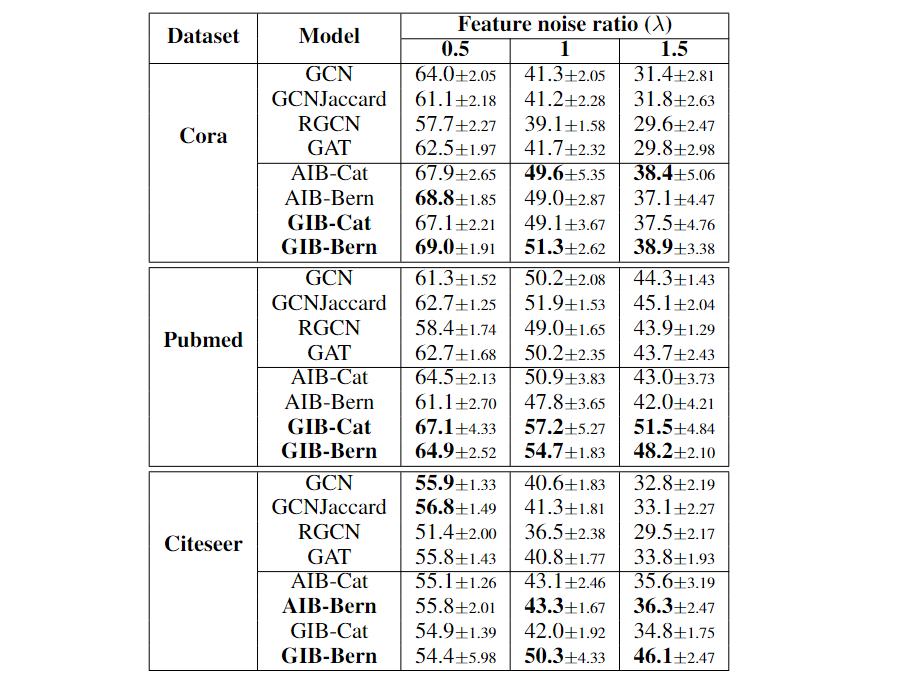 Dataset Model Feature noise ratio (λ)
0.5 1 1.5
Cora
GCN 64.0±2.05 41.3±2.05 31.4±2.81
GCNJaccard 61.1±2.18 41.2±2.28 31.8±2.63
RGCN 57.7±2.27 39.1±1.58 29.6±2.47
GAT 62.5±1.97 41.7±2.32 29.8±2.98
AIB-Cat 67.9±2.65 49.6±5.35 38.4±5.06
AIB-Bern 68.8±1.85 49.0±2.87 37.1±4.47
GIB-Cat 67.1±2.21 49.1±3.67 37.5±4.76
GIB-Bern 69.0±1.91 51.3±2.62 38.9±3.38
Pubmed
GCN 61.3±1.52 50.2±2.08 44.3±1.43
GCNJaccard 62.7±1.25 51.9±1.53 45.1±2.04
RGCN 58.4±1.74 49.0±1.65 43.9±1.29
GAT 62.7±1.68 50.2±2.35 43.7±2.43
AIB-Cat 64.5±2.13 50.9±3.83 43.0±3.73
AIB-Bern 61.1±2.70 47.8±3.65 42.0±4.21
GIB-Cat 67.1±4.33 57.2±5.27 51.5±4.84
GIB-Bern 64.9±2.52 54.7±1.83 48.2±2.10
Citeseer
GCN 55.9±1.33 40.6±1.83 32.8±2.19
GCNJaccard 56.8±1.49 41.3±1.81 33.1±2.27
RGCN 51.4±2.00 36.5±2.38 29.5±2.17
GAT 55.8±1.43 40.8±1.77 33.8±1.93
AIB-Cat 55.1±1.26 43.1±2.46 35.6±3.19
AIB-Bern 55.8±2.01 43.3±1.67 36.3±2.47
GIB-Cat 54.9±1.39 42.0±1.92 34.8±1.75
GIB-Bern 54.4±5.98 50.3±4.33 46.1±2.47